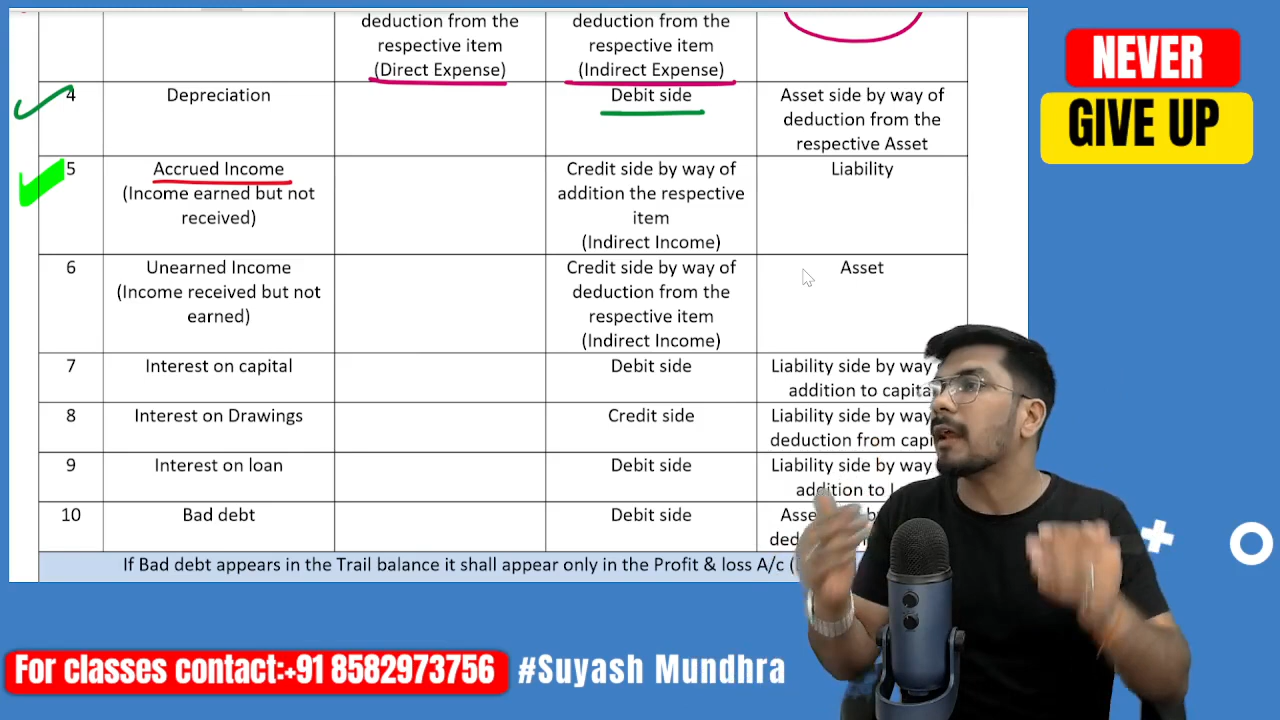 deduction from the
respective item
(Direct Expense)
deduction from the
respective item
(Indirect Expense)
4
Depreciation
Debit side
Asset side by way of
deduction from the
respective Asset
5
Accrued Income
(Income earned but not
received)
Credit side by way of
addition the respective
item
(Indirect Income)
Liability
6
Unearned Income
(Income received but not
earned)
Credit side by way of
deduction from the
respective item
(Indirect Income)
Asset
7
Interest on capital
Debit side
Liability side by way
addition to
8
Interest on Drawings
Credit side
Liability side by way
deduction from
9
Interest on loan
Debit side
Liability side by way
addition to
10
Bad debt
Debit side
If Bad debt appears in the Trail balance it shall appear only in the Profit & loss A/c (
NEVER
GIVE UP
For classes contact:+91 8582973756
#Suyash Mundhra